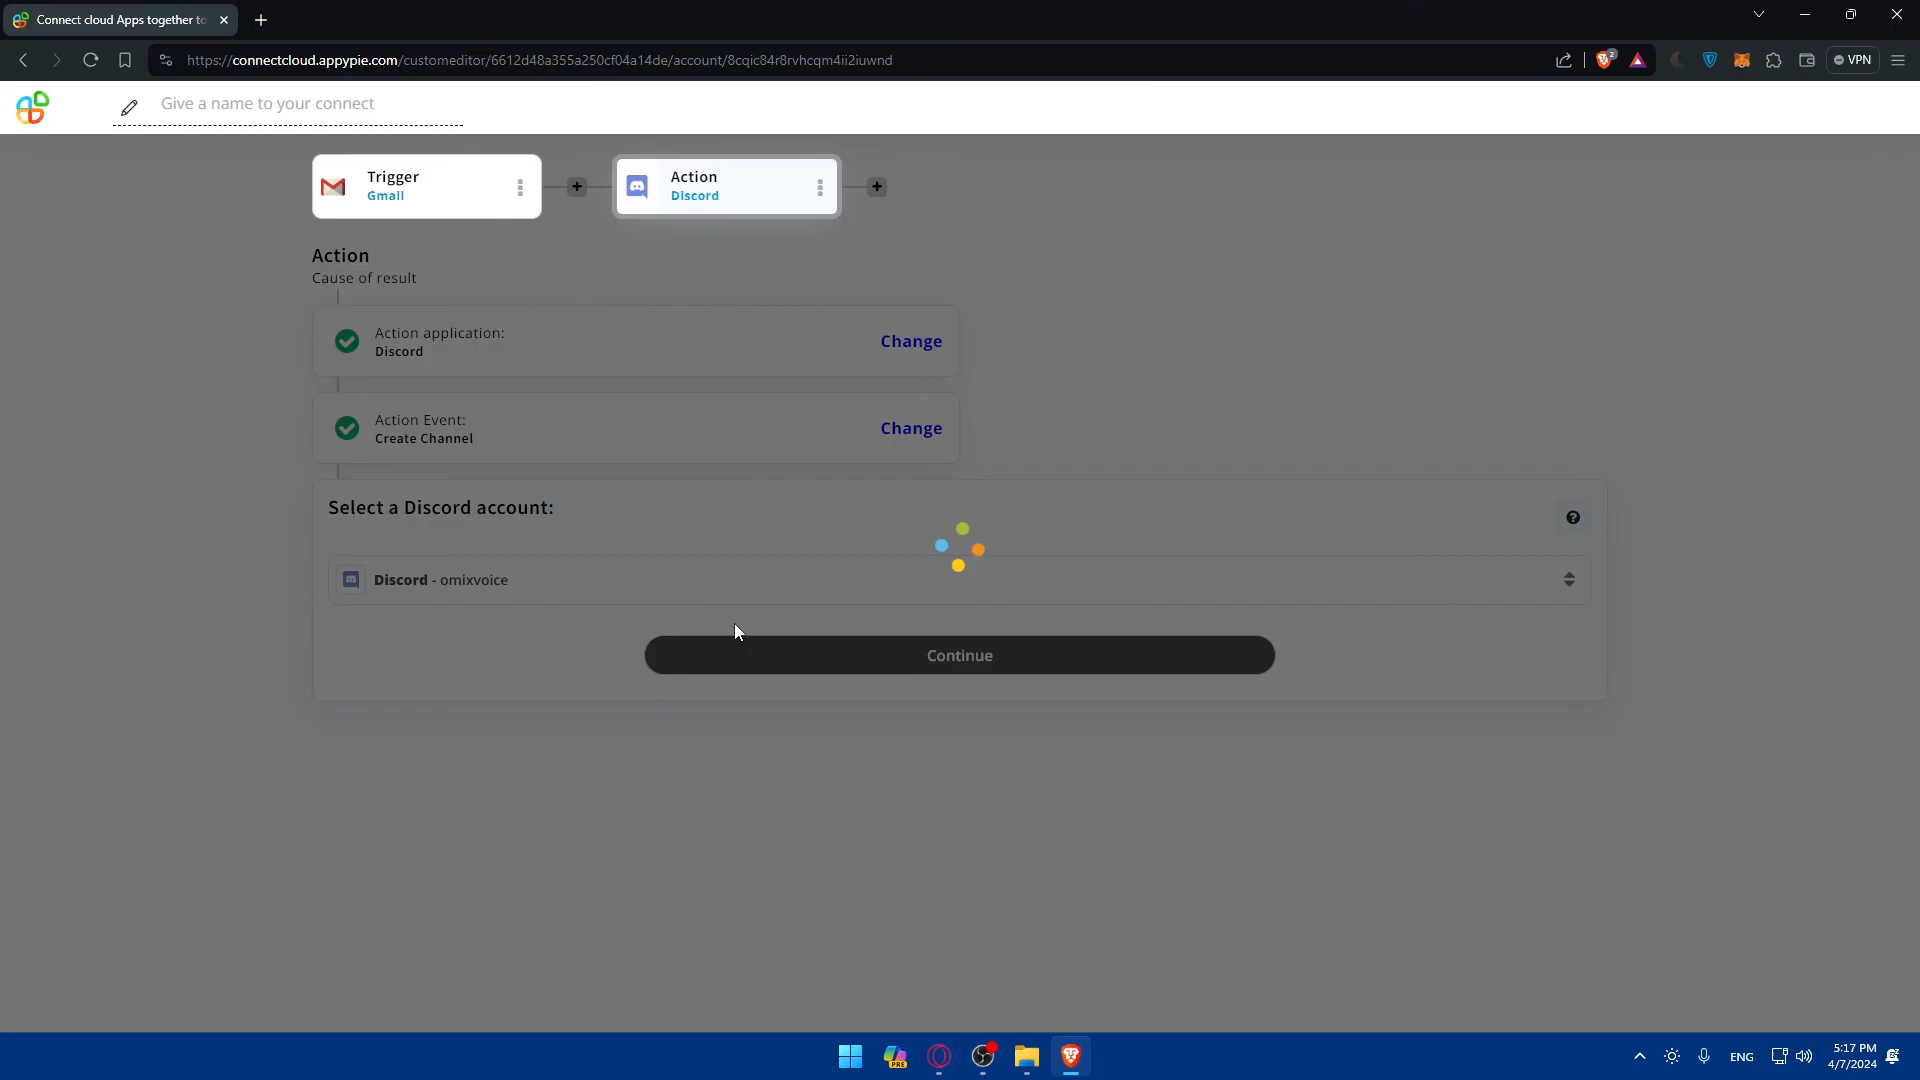 Connect cloud Apps together to
https://connectcloud.appypie.com/customeditor/6612d48a355a250cf04a14de/account/8cqic84r8rvhcqm4ii2iuwnd
2
VPN
Give a name to your connect
Trigger
Gmail
Action
Discord
Action
Cause of result
Action application:
Discord
Change
Action Event:
Create Channel
Change
Select a Discord account:
Discord - omixvoice
Continue
PRE
ENG
5:17 PM
4/7/2024